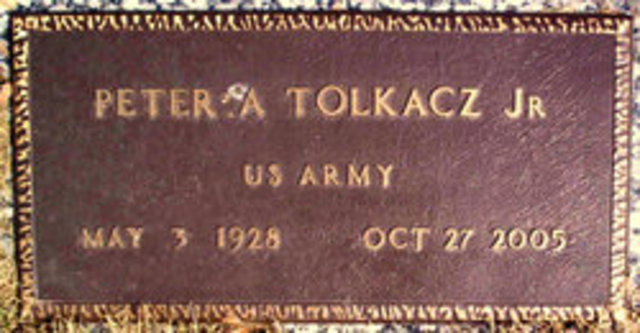 PETER A TOLKACZ JR
US ARMY
MAY 3 1928 OCT 27 2005